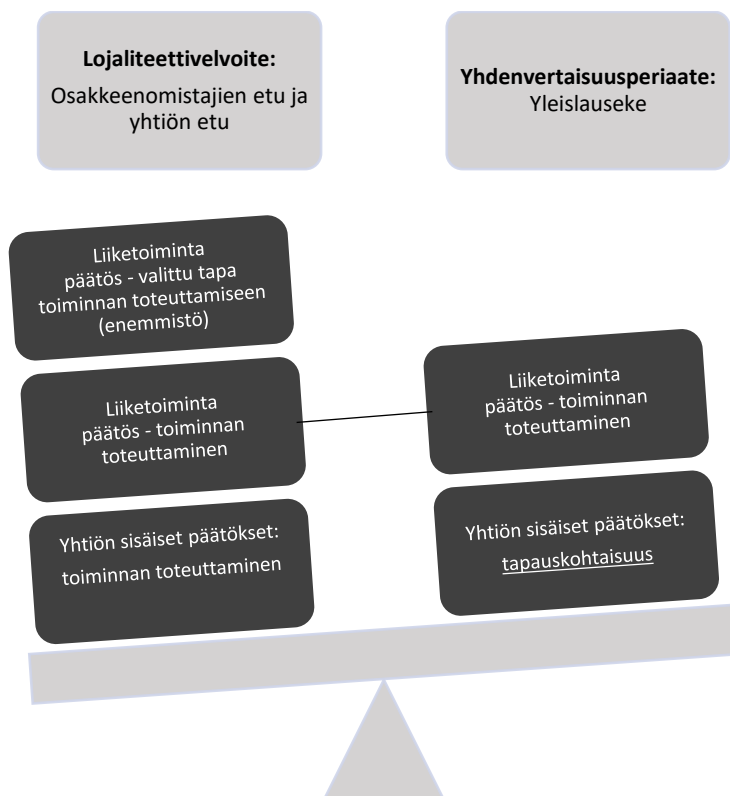 Lojaliteettivelvoite:
Osakkeenomistajien etu ja
yhtiön etu
Yhdenvertaisuusperiaate:
Yleislauseke
Liiketoiminta
päätös - valittu tapa
toiminnan toteuttamiseen
(enemmistö)
Liiketoiminta
päätös - toiminnan
toteuttaminen
Yhtiön sisäiset päätökset:
toiminnan toteuttaminen
Liiketoiminta
päätös - toiminnan
toteuttaminen
Yhtiön sisäiset päätökset:
tapauskohtaisuus